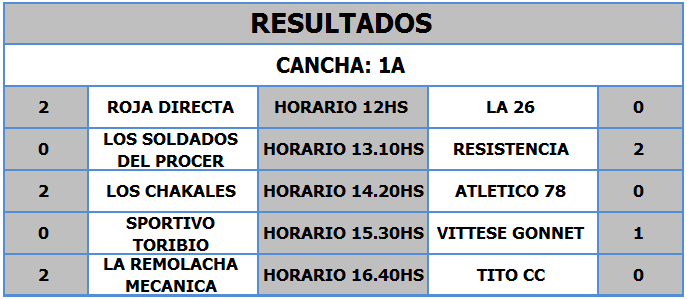 RESULTADOS
CANCHA: 1A
2 ROJA DIRECTA HORARIO 12HS LA 26 0
0 LOS SOLDADOS DEL PROCER HORARIO 13.10HS RESISTENCIA 2
2 LOS CHAKALES HORARIO 14.20HS ATLETICO 78 0
0 SPORTIVO TORIBIO HORARIO 15.30HS VITTESE GONNET 1
2 LA REMOLACHA MECANICA HORARIO 16.40HS TITO CC 0